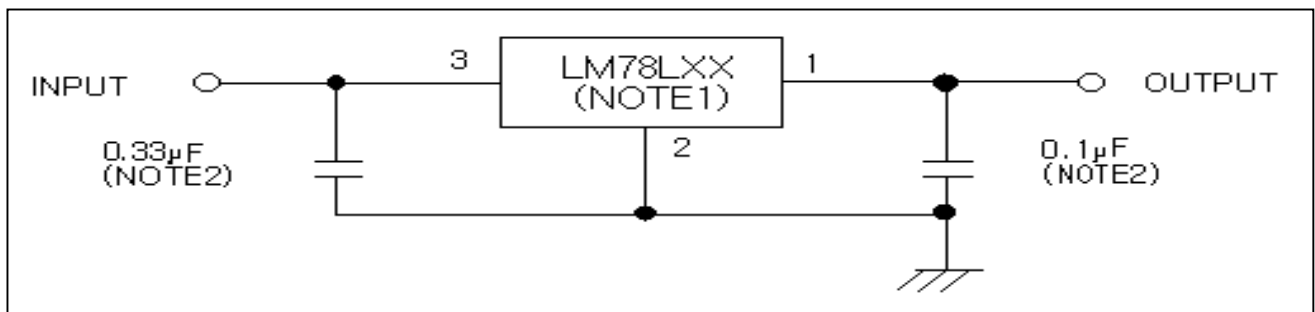 INPUT
3
LM78LXX
(NOTE1)
1
OUTPUT
2
0.33µF
(NOTE2)
0.1µF
(NOTE2)